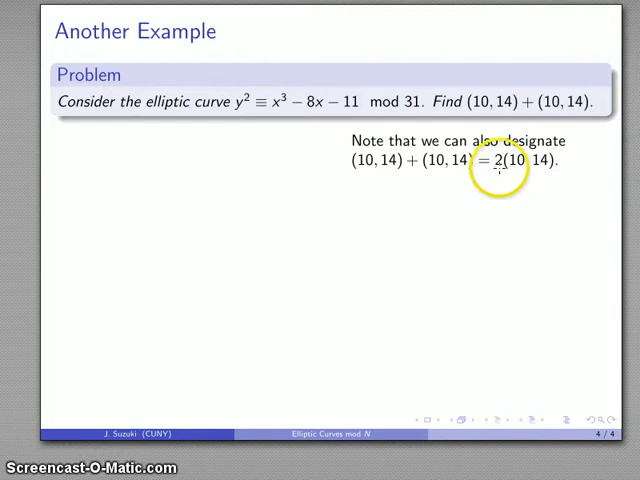 Another Example
Problem
Consider the elliptic curve y² ≡ x³ − 8x − 11 mod 31. Find (10, 14) + (10, 14).
Note that we can also designate
(10, 14) + (10, 14) = 2(10, 14).
J. Suzuki (CUNY) Elliptic Curves mod N 4 / 4
Screencast-O-Matic.com